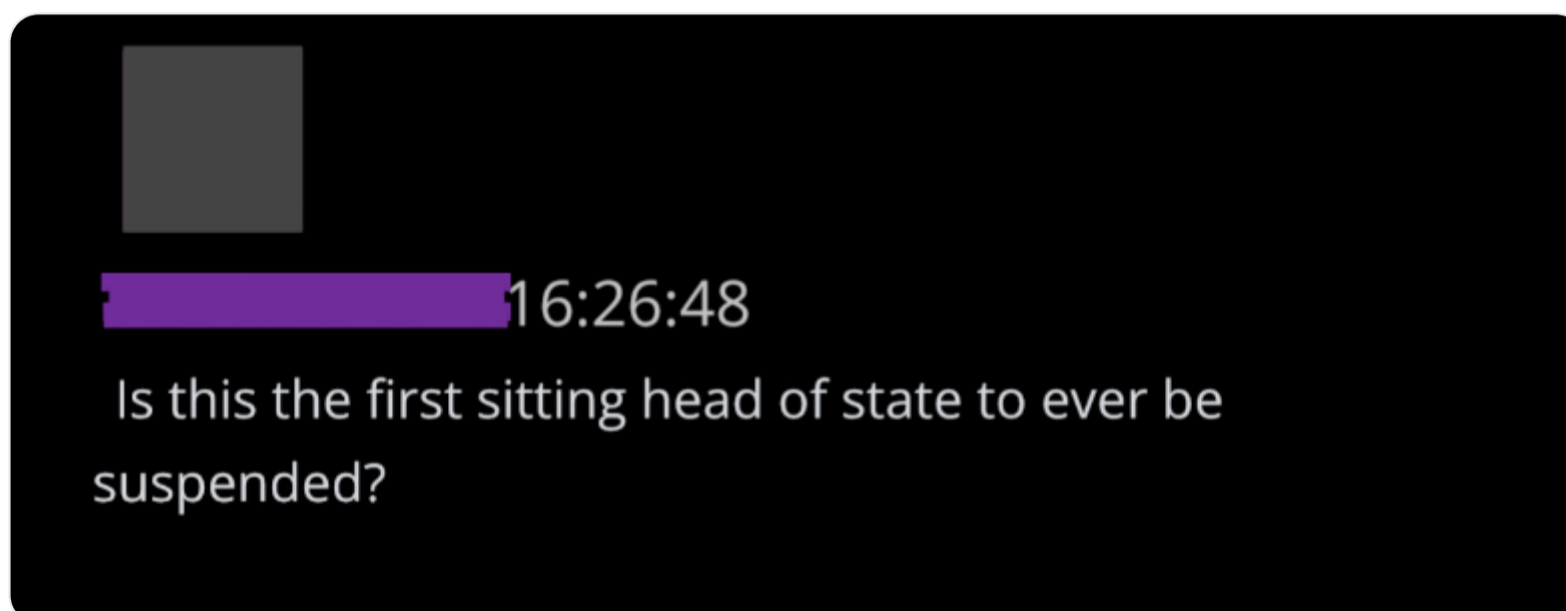 16:26:48
Is this the first sitting head of state to ever be
suspended?